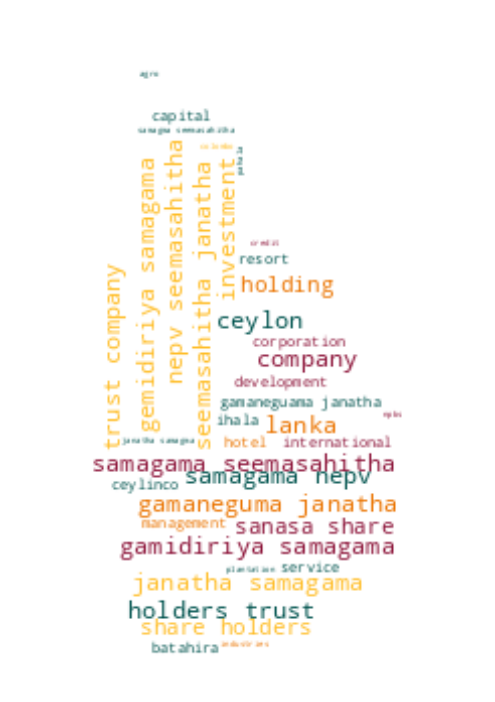 agro
capital
samagma seemasahitha
colombo
trust company
gemidiriya samagama
nepv seemasahitha
seemasahitha janatha
investment
credit
resort
holding
ceylon
corporation
company
development
gamaneguama janatha
ihala
lanka
janatha samagma
hotel
international
samagama seemasahitha
samagama nepv
ceylinco
gamaneguma janatha
management
sanasa share
gamidiriya samagama
plantation
service
janatha samagama
holders trust
share holders
batahira
industries